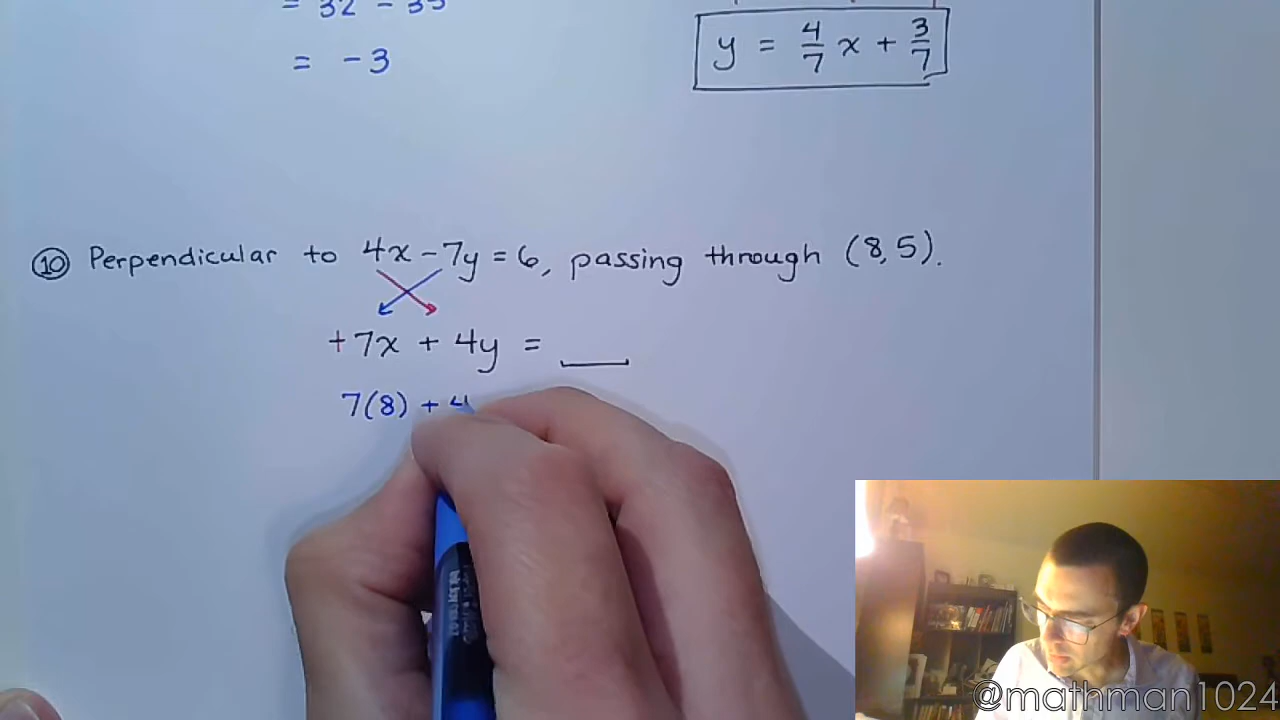 = 32 - 35
= -3
y = 4/7 x + 3/7
⑩ Perpendicular to 4x - 7y = 6, passing through (8, 5).
+7x + 4y = ___
7(8) + 4
@mathman1024